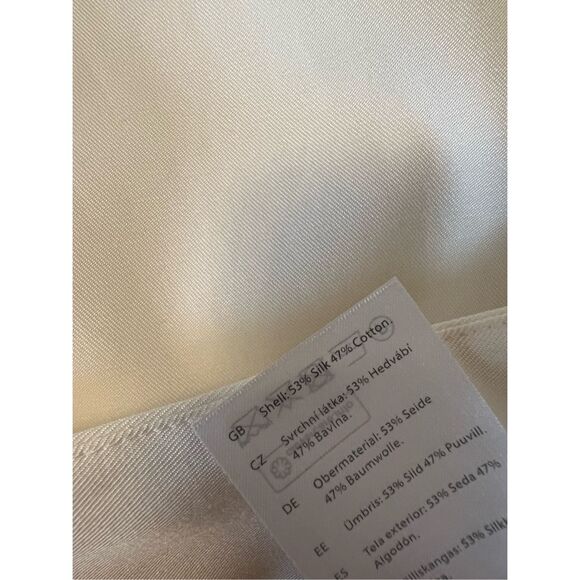 GB Shell: 53% Silk 47% Cotton.
CZ Svrchní látka: 53% Hedvábí
47% Bavlna.
DE Obermaterial: 53% Seide
47% Baumwolle.
EE Ümbris: 53% Siid 47% Puuvill.
ES Tela exterior: 53% Seda 47%
Algodón.
53%